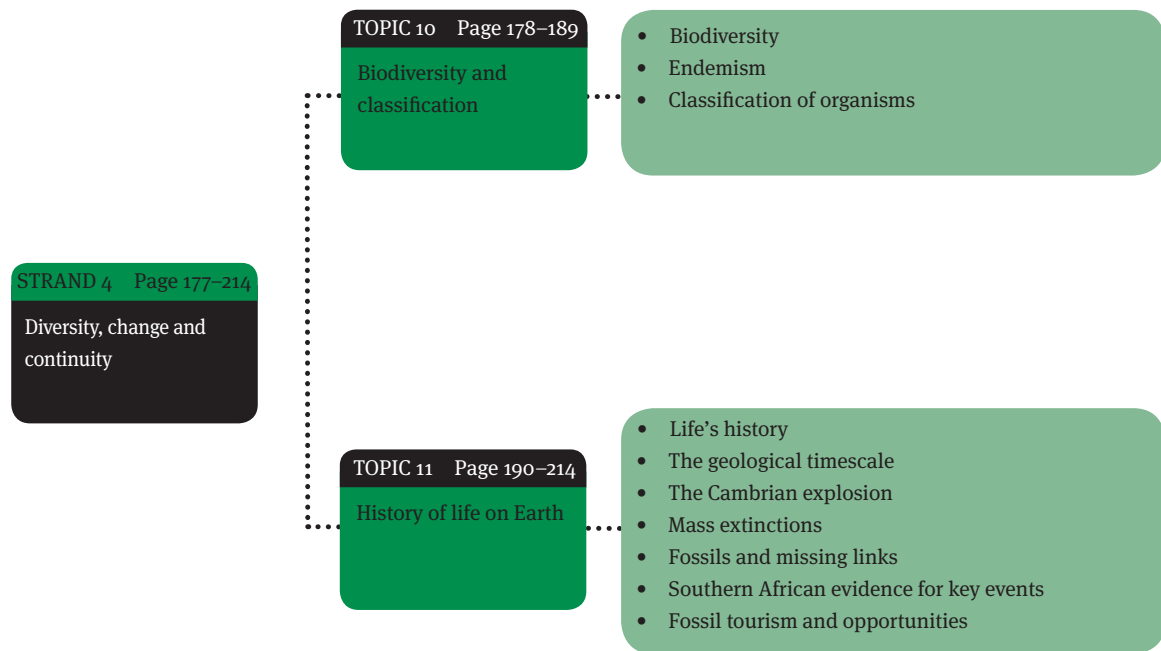 STRAND 4 Page 177–214
Diversity, change and
continuity
TOPIC 10 Page 178–189
Biodiversity and
classification
• Biodiversity
• Endemism
• Classification of organisms
TOPIC 11 Page 190–214
History of life on Earth
• Life's history
• The geological timescale
• The Cambrian explosion
• Mass extinctions
• Fossils and missing links
• Southern African evidence for key events
• Fossil tourism and opportunities